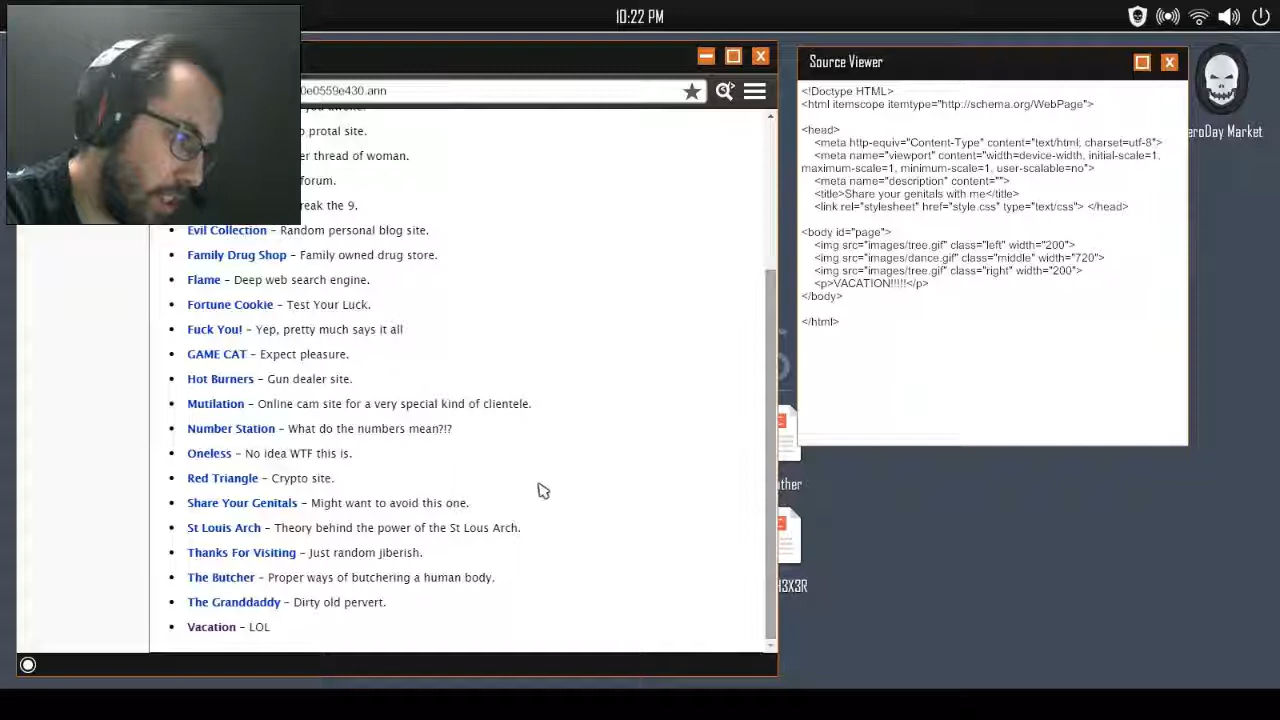 10:22 PM
Source Viewer
0e0559e430.ann
<!Doctype HTML>
<html itemscope itemtype="http://schema.org/WebPage">
<head>
<meta http-equiv="Content-Type" content="text/html; charset=utf-8">
<meta name="viewport" content="width=device-width, initial-scale=1,
maximum-scale=1, minimum-scale=1, user-scalable=no">
<meta name="description" content="">
<title>Share your genitals with me</title>
<link rel="stylesheet" href="style.css" type="text/css"> </head>
<body id="page">
<img src="images/tree.gif" class="left" width="200">
<img src="images/dance.gif" class="middle" width="720">
<img src="images/tree.gif" class="right" width="200">
<p>VACATION!!!!!</p>
</body>
</html>
eroDay Market
protal site.
er thread of woman.
forum.
reak the 9.
Evil Collection – Random personal blog site.
Family Drug Shop – Family owned drug store.
Flame – Deep web search engine.
Fortune Cookie – Test Your Luck.
Fuck You! – Yep, pretty much says it all
GAME CAT – Expect pleasure.
Hot Burners – Gun dealer site.
Mutilation – Online cam site for a very special kind of clientele.
Number Station – What do the numbers mean?!?
Oneless – No idea WTF this is.
Red Triangle – Crypto site.
Share Your Genitals – Might want to avoid this one.
St Louis Arch – Theory behind the power of the St Lous Arch.
Thanks For Visiting – Just random jiberish.
The Butcher – Proper ways of butchering a human body.
The Granddaddy – Dirty old pervert.
Vacation – LOL
ther
H3X3R